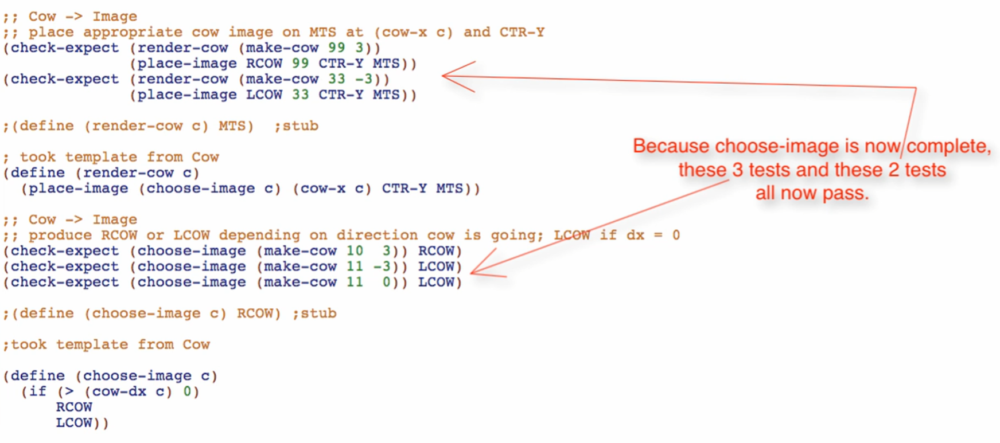 ;; Cow -> Image
;; place appropriate cow image on MTS at (cow-x c) and CTR-Y
(check-expect (render-cow (make-cow 99 3))
              (place-image RCOW 99 CTR-Y MTS))
(check-expect (render-cow (make-cow 33 -3))
              (place-image LCOW 33 CTR-Y MTS))
;(define (render-cow c) MTS)  ;stub
; took template from Cow
(define (render-cow c)
  (place-image (choose-image c) (cow-x c) CTR-Y MTS))
Because choose-image is now complete,
these 3 tests and these 2 tests
all now pass.
;; Cow -> Image
;; produce RCOW or LCOW depending on direction cow is going; LCOW if dx = 0
(check-expect (choose-image (make-cow 10  3)) RCOW)
(check-expect (choose-image (make-cow 11 -3)) LCOW)
(check-expect (choose-image (make-cow 11  0)) LCOW)
;(define (choose-image c) RCOW) ;stub
;took template from Cow
(define (choose-image c)
  (if (> (cow-dx c) 0)
      RCOW
      LCOW))